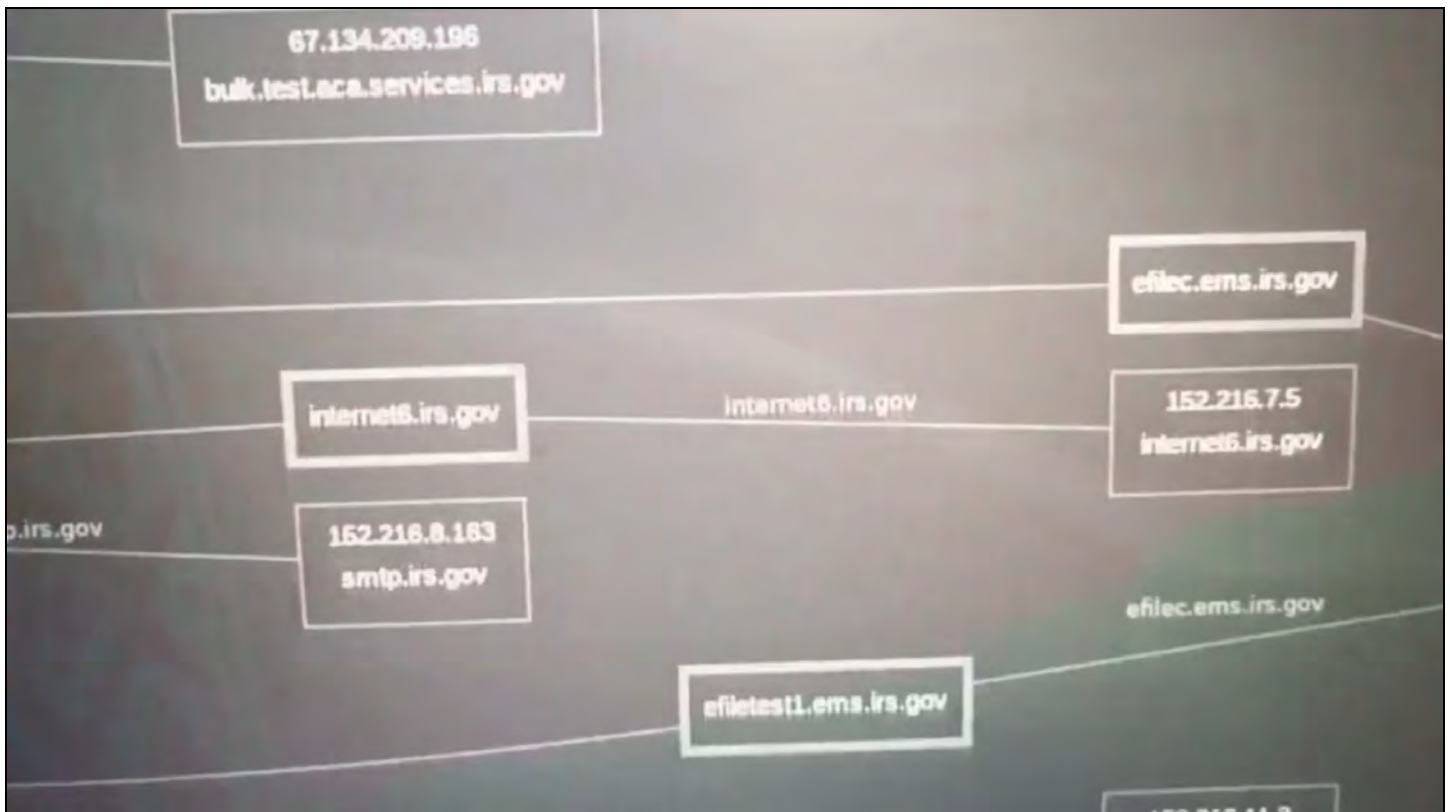 67.134.209.196
bulk.test.aca.services.irs.gov
efilec.ems.irs.gov
internet6.irs.gov
internet6.irs.gov
152.216.7.5
internet6.irs.gov
.irs.gov
152.216.8.163
smtp.irs.gov
efilec.ems.irs.gov
efiletest1.ems.irs.gov